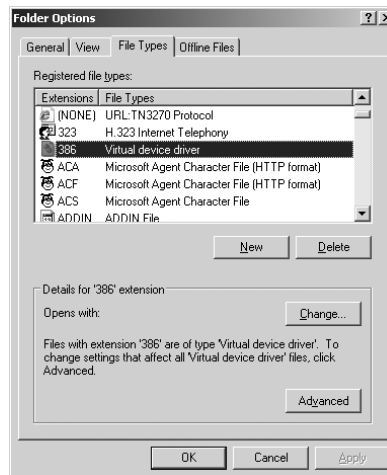 Folder Options
General View File Types Offline Files
Registered file types:
Extensions File Types
(NONE) URL:TN3270 Protocol
323 H.323 Internet Telephony
386 Virtual device driver
ACA Microsoft Agent Character File (HTTP format)
ACF Microsoft Agent Character File (HTTP format)
ACS Microsoft Agent Character File
ADDIN ADDIN File
New Delete
Details for '386' extension
Opens with: Change...
Files with extension '386' are of type 'Virtual device driver'. To
change settings that affect all 'Virtual device driver' files, click
Advanced.
Advanced
OK Cancel Apply